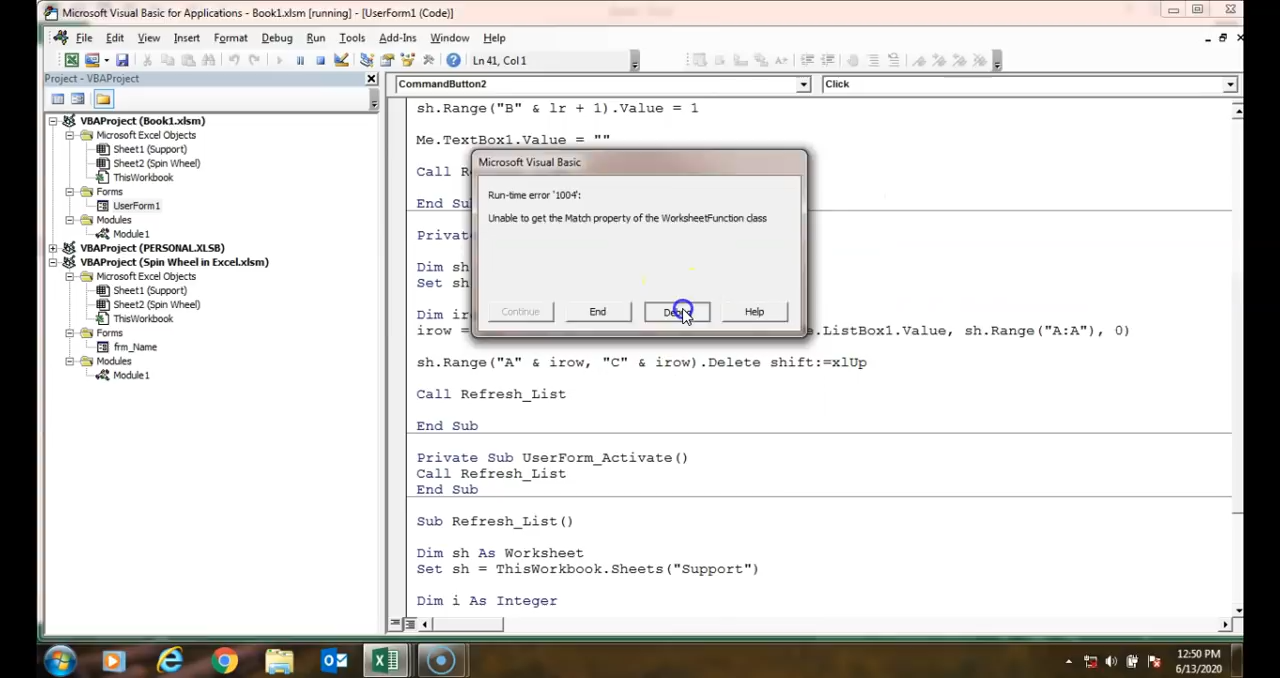 Microsoft Visual Basic for Applications - Book1.xlsm [running] - [UserForm1 (Code)]
File Edit View Insert Format Debug Run Tools Add-Ins Window Help
Ln 41, Col 1
Project - VBAProject
CommandButton2
Click
VBAProject (Book1.xlsm)
Microsoft Excel Objects
Sheet1 (Support)
Sheet2 (Spin Wheel)
ThisWorkbook
Forms
UserForm1
Modules
Module1
VBAProject (PERSONAL.XLSB)
VBAProject (Spin Wheel in Excel.xlsm)
Microsoft Excel Objects
Sheet1 (Support)
Sheet2 (Spin Wheel)
ThisWorkbook
Forms
frm_Name
Modules
Module1
sh.Range("B" & lr + 1).Value = 1
Me.TextBox1.Value = ""
Call
End
Dim sh
Set sh =
Dim
irow =
.ListBox1.Value, sh.Range("A:A"), 0)
sh.Range("A" & irow, "C" & irow).Delete shift:=xlUp
Call Refresh_List
End Sub
Private Sub UserForm_Activate()
Call Refresh_List
End Sub
Sub Refresh_List()
Dim sh As Worksheet
Set sh = ThisWorkbook.Sheets("Support")
Dim i As Integer
Microsoft Visual Basic
Run-time error '1004':
Unable to get the Match property of the WorksheetFunction class
Continue End Help
12:50 PM
6/13/2020